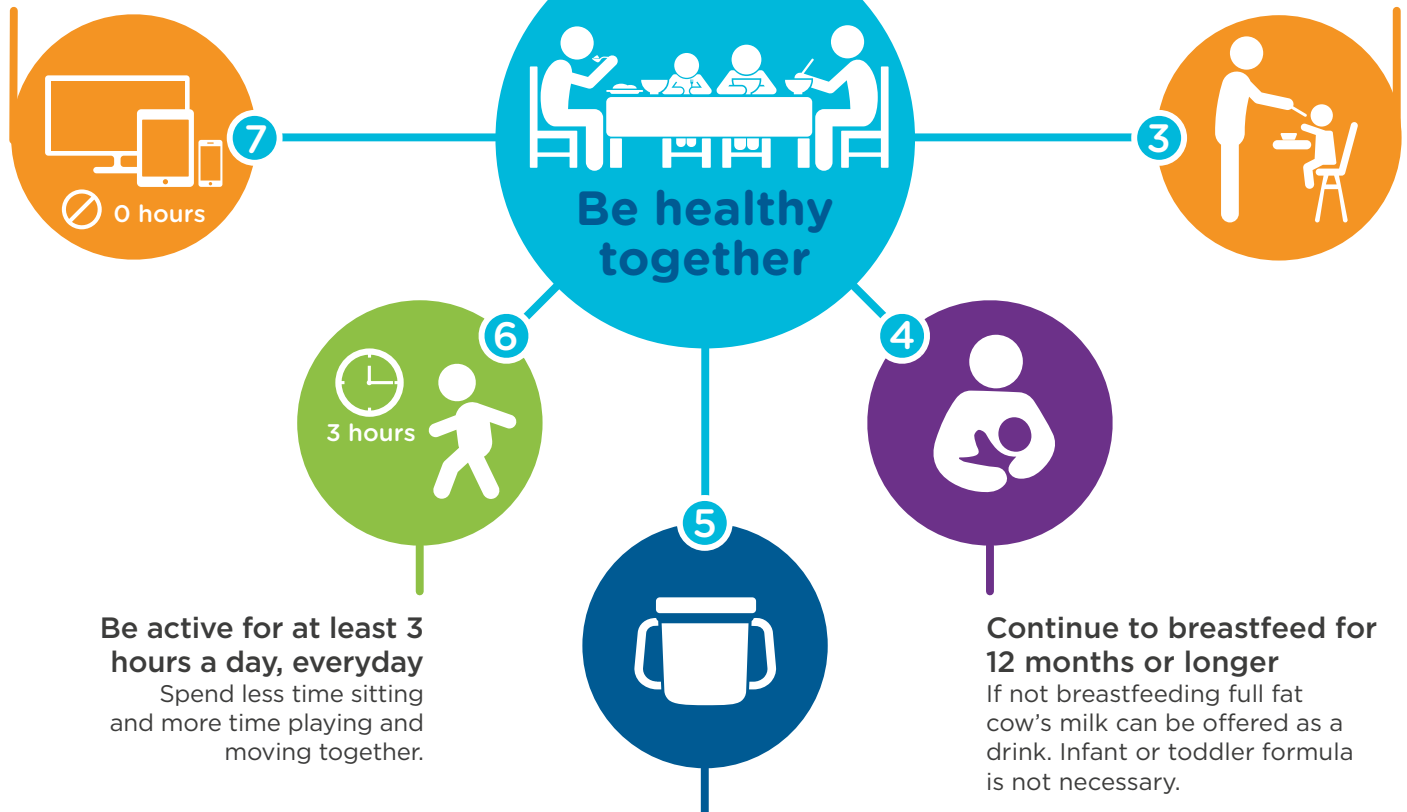 7
0 hours
Be healthy
together
3
6
3 hours
4
5
Be active for at least 3
hours a day, everyday
Spend less time sitting
and more time playing and
moving together.
Continue to breastfeed for
12 months or longer
If not breastfeeding full fat
cow's milk can be offered as a
drink. Infant or toddler formula
is not necessary.